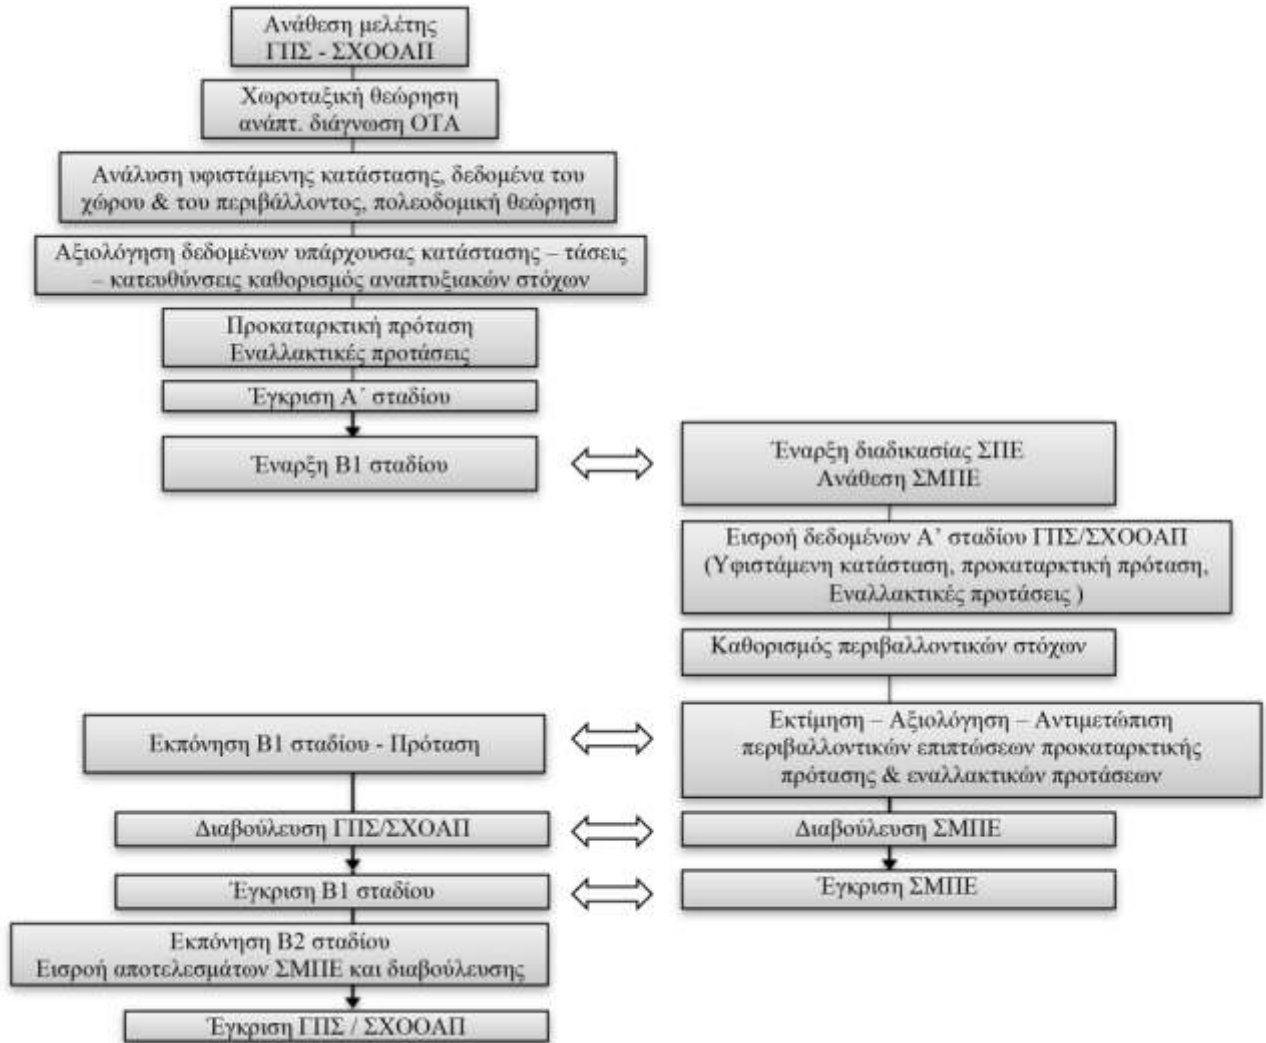 Ανάθεση μελέτης
ΓΠΣ - ΣΧΟΟΑΠ
Χωροταξική θεώρηση
ανάπτ. διάγνωση ΟΤΑ
Ανάλυση υφιστάμενης κατάστασης, δεδομένα του
χώρου & του περιβάλλοντος, πολεοδομική θεώρηση
Αξιολόγηση δεδομένων υπάρχουσας κατάστασης – τάσεις
– κατευθύνσεις καθορισμός αναπτυξιακών στόχων
Προκαταρκτική πρόταση
Εναλλακτικές προτάσεις
Έγκριση Α΄ σταδίου
Έναρξη Β1 σταδίου
Έναρξη διαδικασίας ΣΠΕ
Ανάθεση ΣΜΠΕ
Εισροή δεδομένων Α’ σταδίου ΓΠΣ/ΣΧΟΟΑΠ
(Υφιστάμενη κατάσταση, προκαταρκτική πρόταση,
Εναλλακτικές προτάσεις )
Καθορισμός περιβαλλοντικών στόχων
Εκπόνηση Β1 σταδίου - Πρόταση
Εκτίμηση – Αξιολόγηση – Αντιμετώπιση
περιβαλλοντικών επιπτώσεων προκαταρκτικής
πρότασης & εναλλακτικών προτάσεων
Διαβούλευση ΓΠΣ/ΣΧΟΑΠ
Διαβούλευση ΣΜΠΕ
Έγκριση Β1 σταδίου
Έγκριση ΣΜΠΕ
Εκπόνηση Β2 σταδίου
Εισροή αποτελεσμάτων ΣΜΠΕ και διαβούλευσης
Έγκριση ΓΠΣ / ΣΧΟΟΑΠ